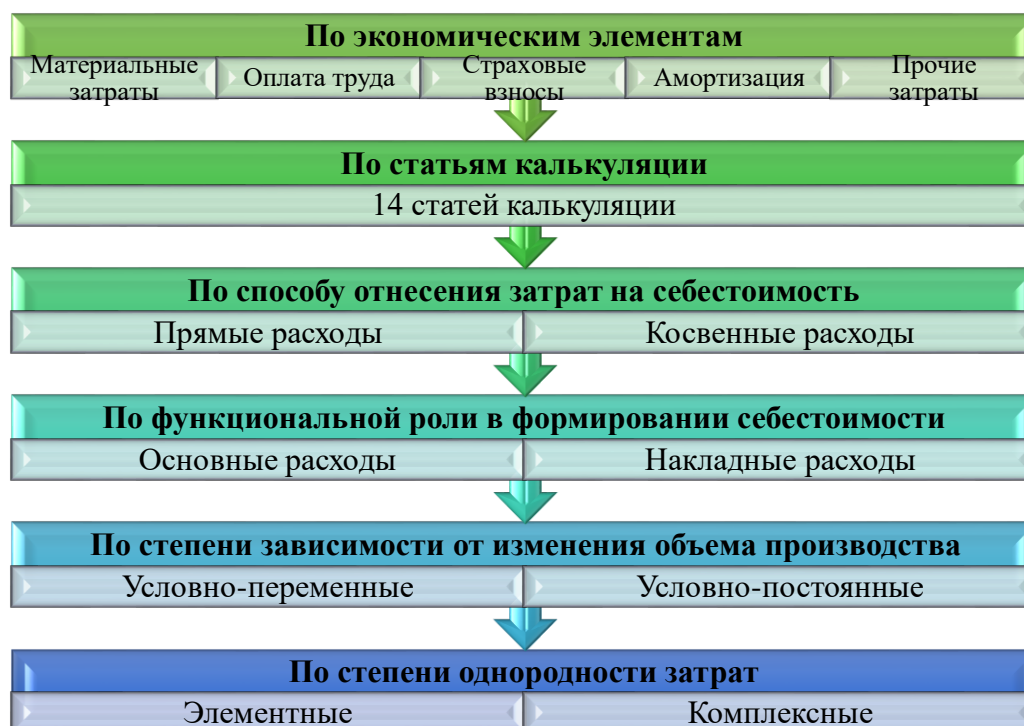 По экономическим элементам
Материальные затраты
Оплата труда
Страховые взносы
Амортизация
Прочие затраты
По статьям калькуляции
14 статей калькуляции
По способу отнесения затрат на себестоимость
Прямые расходы
Косвенные расходы
По функциональной роли в формировании себестоимости
Основные расходы
Накладные расходы
По степени зависимости от изменения объема производства
Условно-переменные
Условно-постоянные
По степени однородности затрат
Элементные
Комплексные